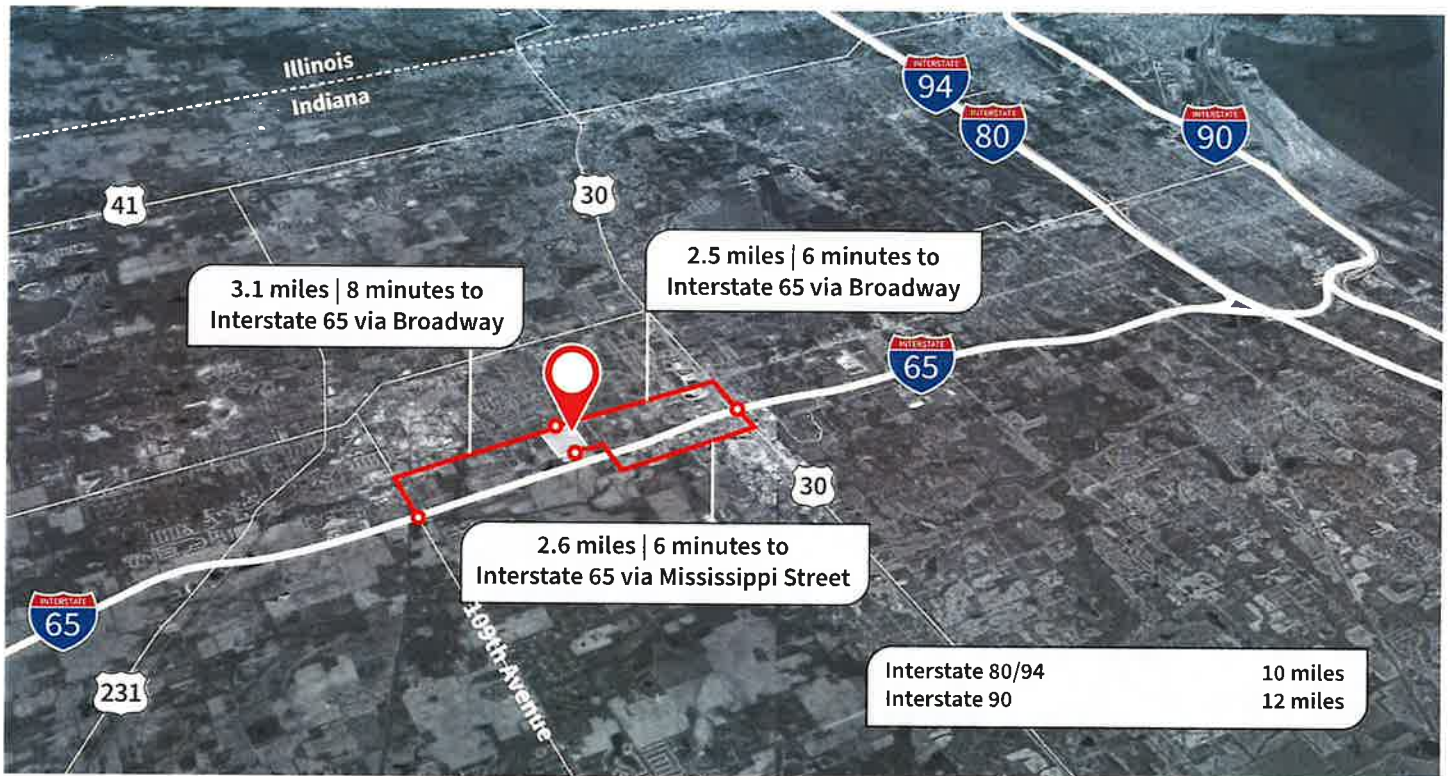 Illinois
Indiana
INTERSTATE
94
INTERSTATE
80
INTERSTATE
90
41
30
2.5 miles | 6 minutes to
Interstate 65 via Broadway
3.1 miles | 8 minutes to
Interstate 65 via Broadway
INTERSTATE
65
30
2.6 miles | 6 minutes to
Interstate 65 via Mississippi Street
INTERSTATE
65
109th Avenue
231
Interstate 80/94 10 miles
Interstate 90 12 miles